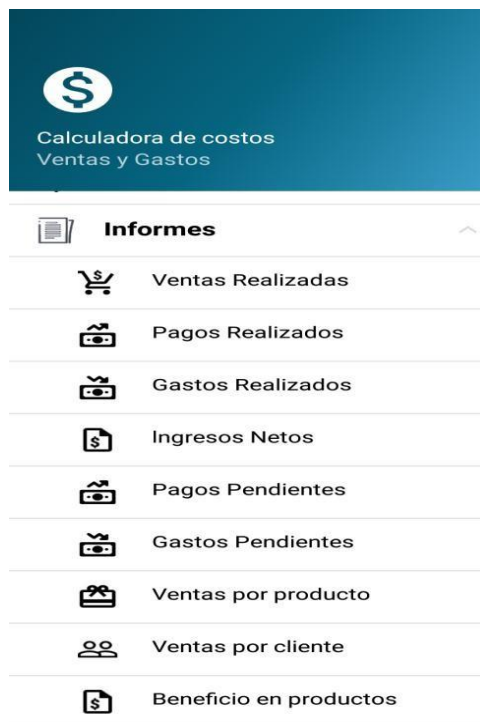 Calculadora de costos
Ventas y Gastos
Informes
Ventas Realizadas
Pagos Realizados
Gastos Realizados
Ingresos Netos
Pagos Pendientes
Gastos Pendientes
Ventas por producto
Ventas por cliente
Beneficio en productos